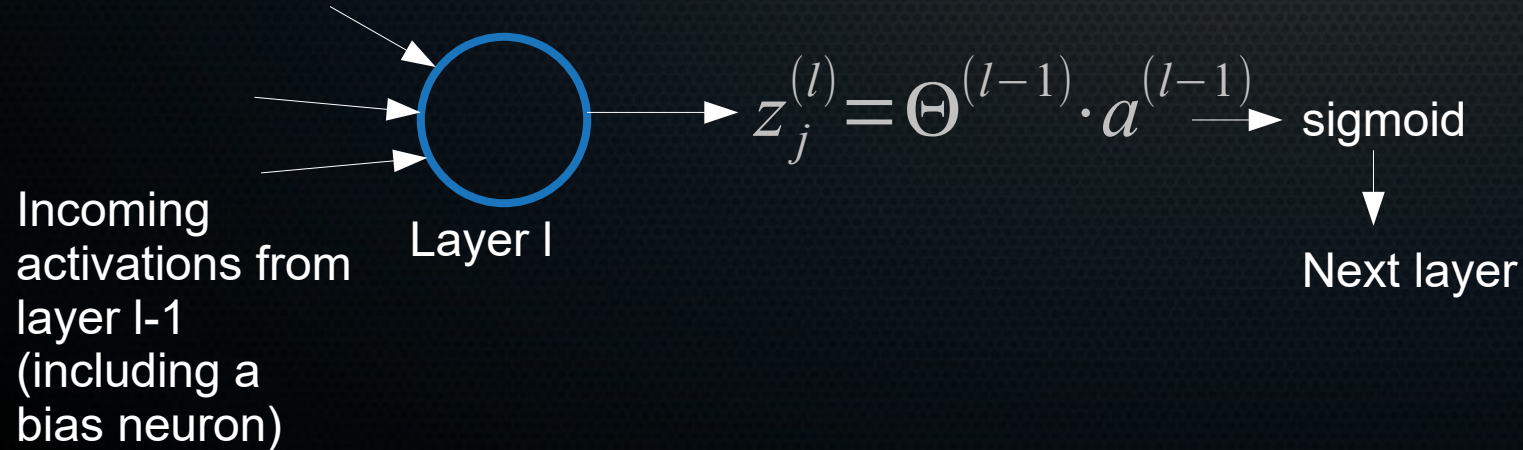 z_j^{(l)} = Θ^{(l−1)} · a^{(l−1)}
sigmoid
Incoming
activations from
layer l-1
(including a
bias neuron)
Layer l
Next layer